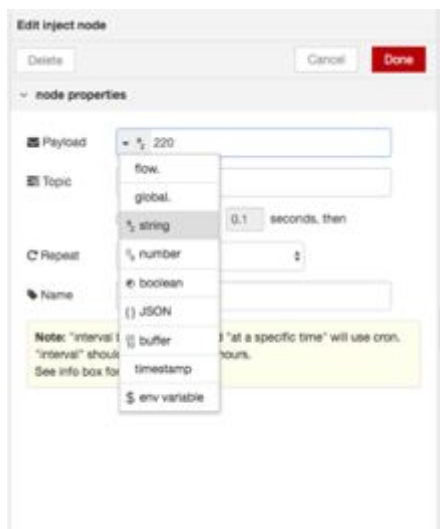 Edit inject node
Delete
Cancel
Done
node properties
Payload
220
flow.
global.
string
number
boolean
JSON
buffer
timestamp
$ env variable
Topic
0.1 seconds, then
Repeat
Name
Note: "interval
d "at a specific time" will use cron.
"interval" shoul
hours.
See info box for